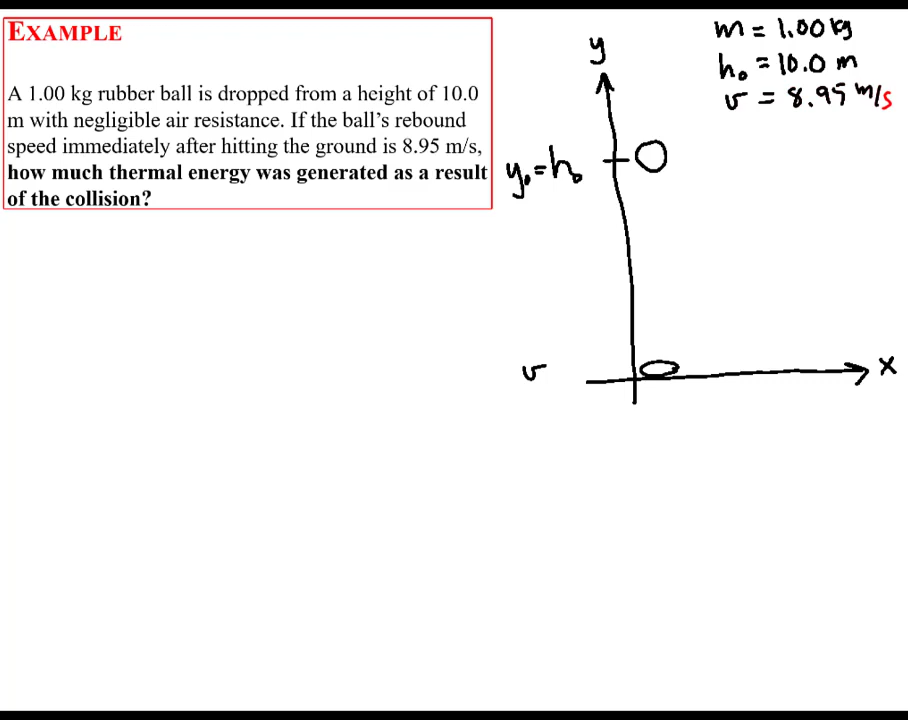 EXAMPLE
A 1.00 kg rubber ball is dropped from a height of 10.0
m with negligible air resistance. If the ball’s rebound
speed immediately after hitting the ground is 8.95 m/s,
how much thermal energy was generated as a result
of the collision?
m = 1.00 kg
h₀ = 10.0 m
v = 8.95 m/s
y
y₀ = h₀
v
x